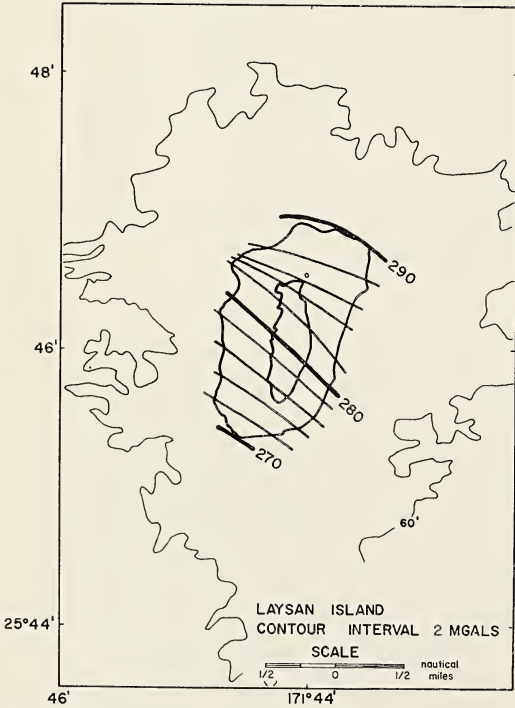 48'
290
46'
280
270
60'
25°44'
LAYSAN ISLAND
CONTOUR INTERVAL 2 MGALS
SCALE
1/2 0 1/2 nautical miles
46' 171°44'